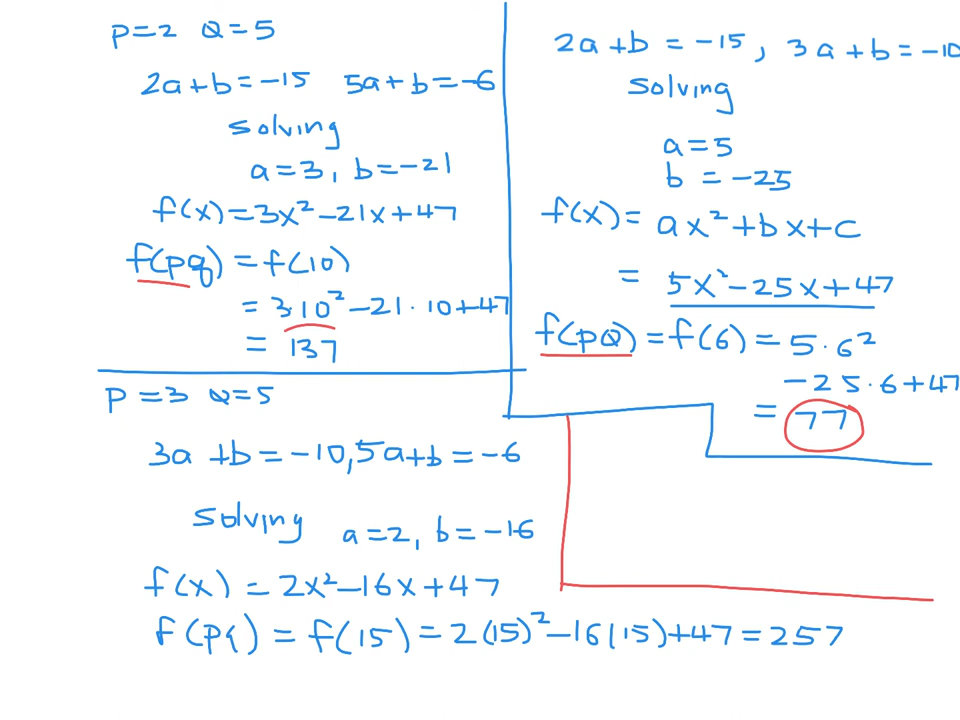 P=2 Q=5
2a+b=-15 5a+b=-6
solving
a=3, b=-21
f(x)=3x²-21x+47
f(pq)=f(10)
=3·10²-21·10+47
= 137
P=3 Q=5
3a+b=-10, 5a+b=-6
solving a=2, b=-16
f(x)=2x²-16x+47
f(pq)=f(15)=2(15)²-16(15)+47=257
2a+b=-15, 3a+b=-10
solving
a=5
b=-25
f(x)=ax²+bx+c
= 5x²-25x+47
f(pQ)=f(6)=5·6²
-25·6+47
= 77